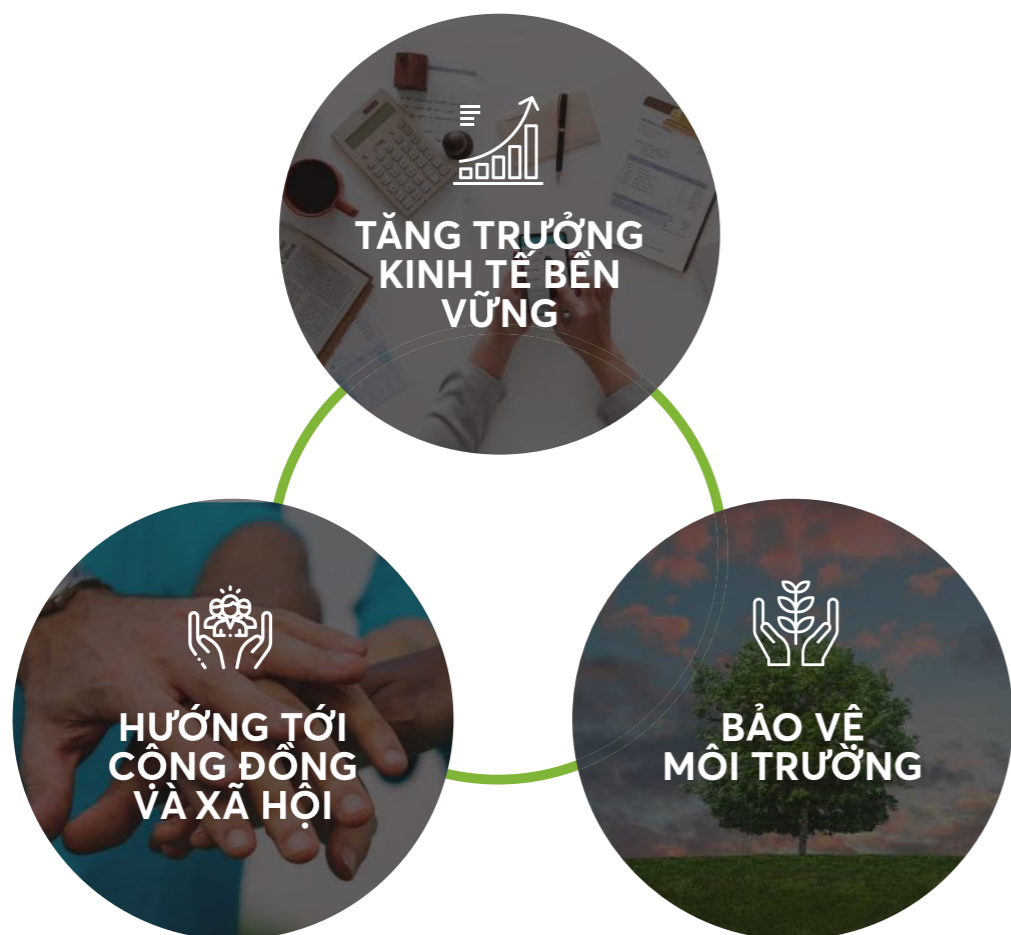 TĂNG TRƯỞNG
KINH TẾ BỀN
VỮNG
HƯỚNG TỚI
CỘNG ĐỒNG
VÀ XÃ HỘI
BẢO VỆ
MÔI TRƯỜNG